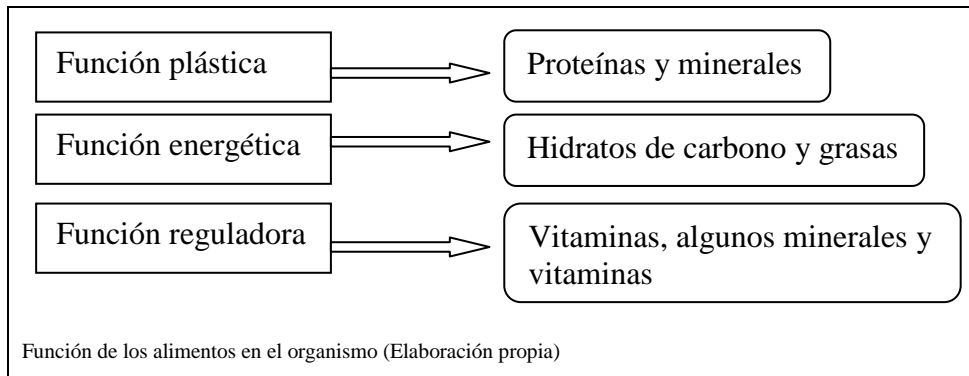 Función plástica
Proteínas y minerales
Función energética
Hidratos de carbono y grasas
Función reguladora
Vitaminas, algunos minerales y
vitaminas
Función de los alimentos en el organismo (Elaboración propia)